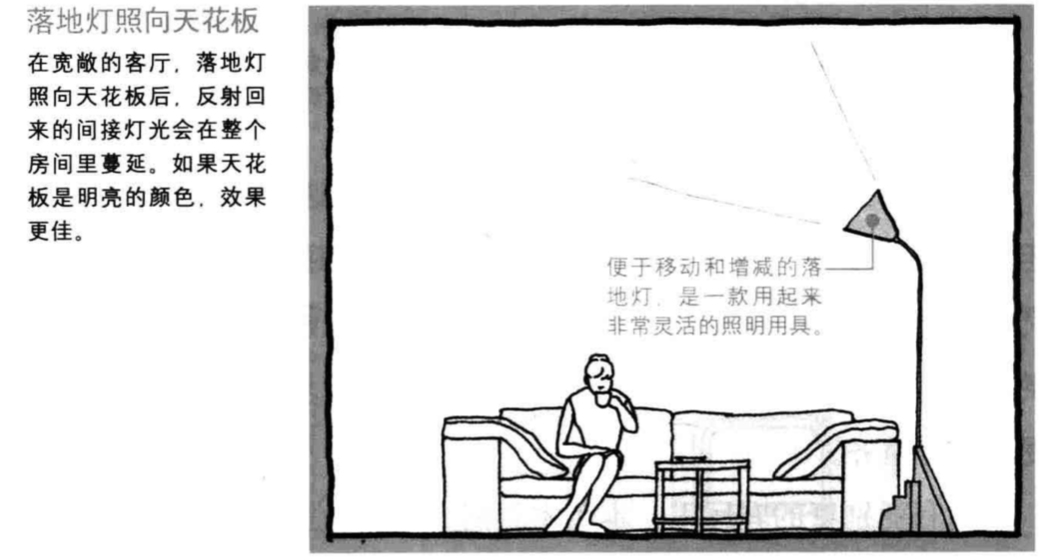 落地灯照向天花板
在宽敞的客厅，落地灯
照向天花板后，反射回
来的间接灯光会在整个
房间里蔓延。如果天花
板是明亮的颜色，效果
更佳。
便于移动和增减的落
地灯，是一款用起来
非常灵活的照明用具。